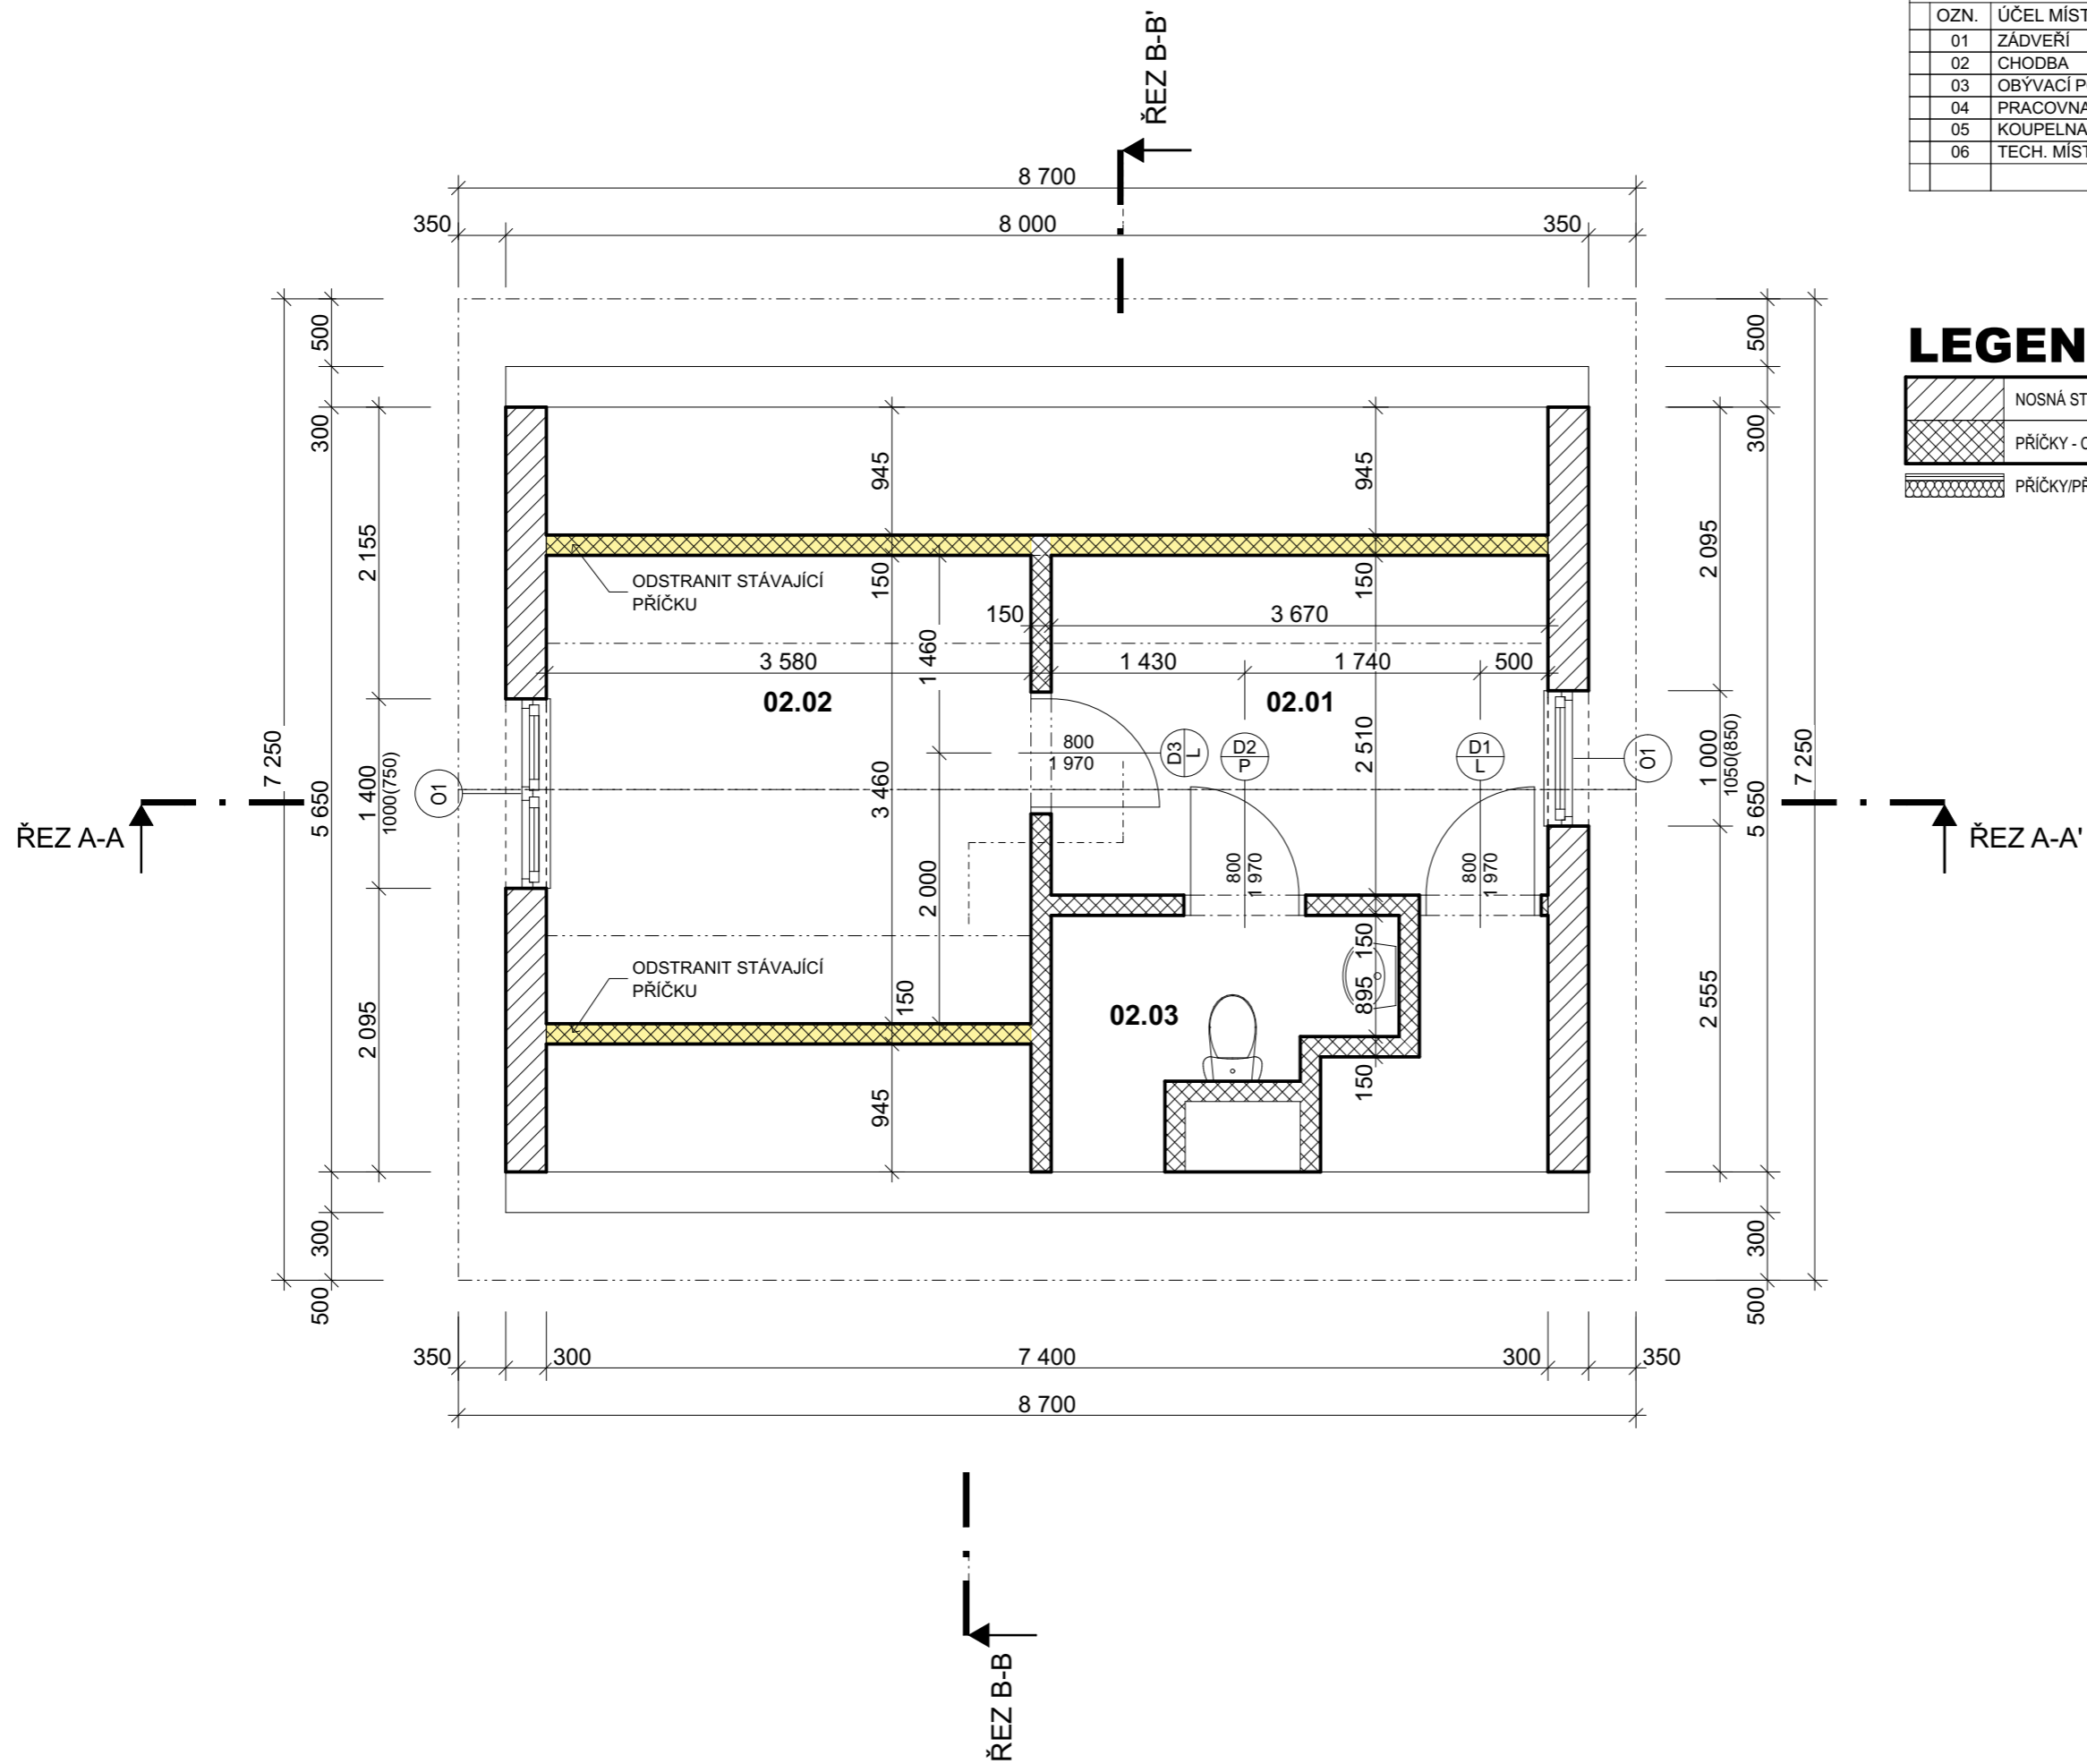 ŘEZ B-B'
8 700
350
8 000
350
OZN. ÚČEL MÍST
01 ZÁDVEŘÍ
02 CHODBA
03 OBÝVACÍ P
04 PRACOVNA
05 KOUPELNA
06 TECH. MÍST
LEGEN
NOSNÁ ST
PŘÍČKY - 
PŘÍČKY/PŘ
7 250
500
300
5 650
300
500
2 155
1 400
1000(750)
2 095
O1
945
150
3 460
150
945
ODSTRANIT STÁVAJÍCÍ
PŘÍČKU
1 460
2 000
150
3 670
3 580
1 430
1 740
500
02.02
02.01
800
1 970
D3
L
D2
P
D1
L
800
1 970
800
1 970
945
150
2 510
150
895
150
ODSTRANIT STÁVAJÍCÍ
PŘÍČKU
02.03
O1
2 095
1 000
1050(850)
2 555
500
300
5 650
300
500
7 250
ŘEZ A-A
ŘEZ A-A'
350
300
7 400
300
350
8 700
ŘEZ B-B